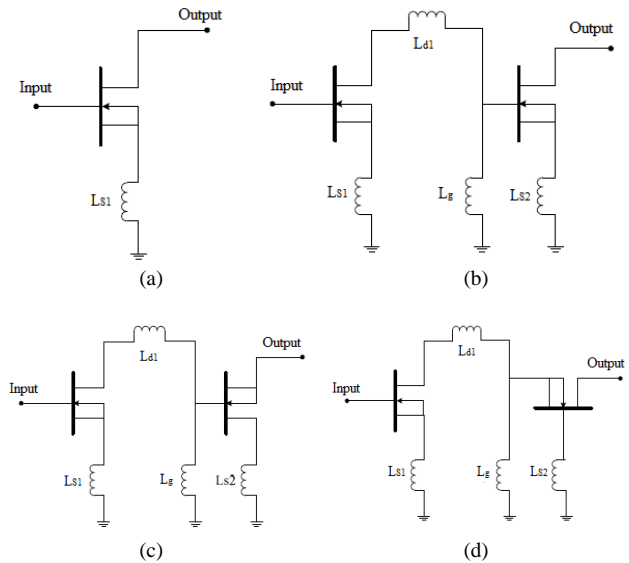 Output
Input
LS1
(a)
Output
Ld1
Input
LS1
Lg
LS2
(b)
Output
Ld1
Input
LS1
Lg
Ls2
(c)
Ld1
Output
Input
LS1
Lg
LS2
(d)